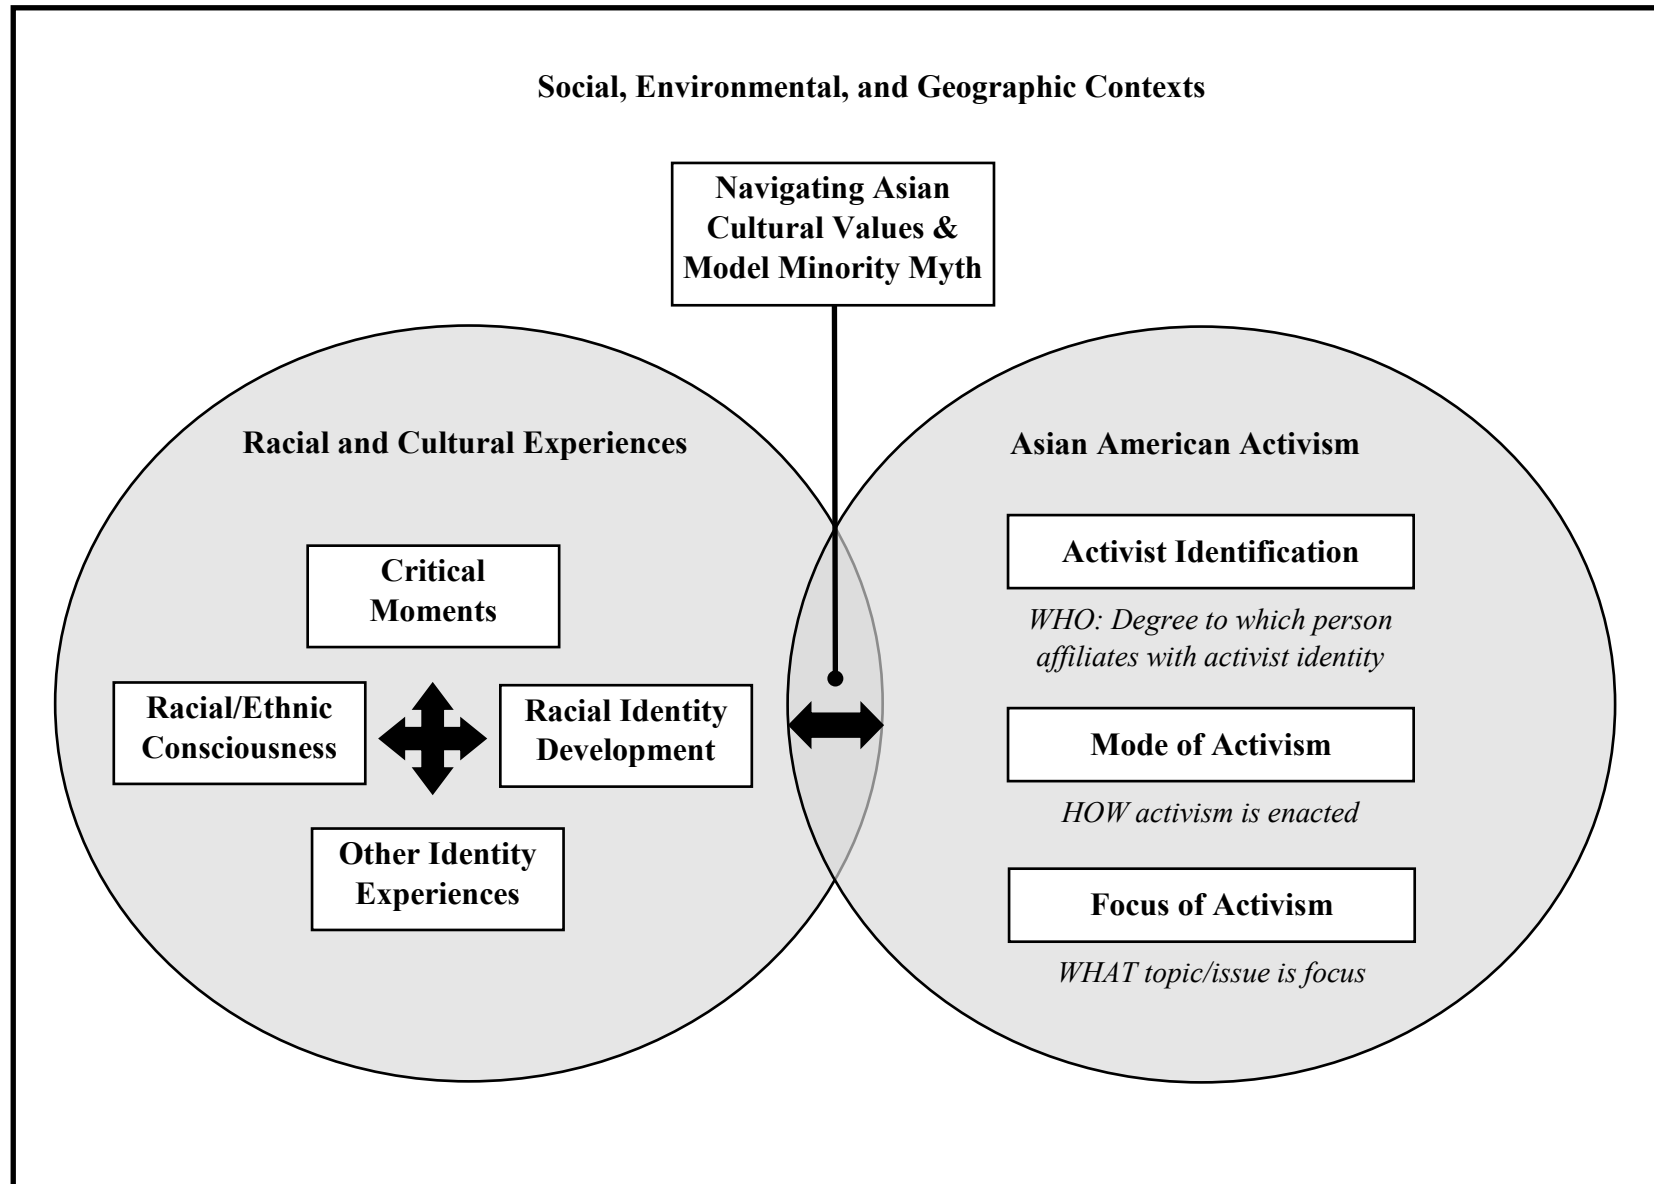 Social, Environmental, and Geographic Contexts
Navigating Asian
Cultural Values &
Model Minority Myth
Racial and Cultural Experiences
Critical
Moments
Racial/Ethnic
Consciousness
Racial Identity
Development
Other Identity
Experiences
Asian American Activism
Activist Identification
WHO: Degree to which person
affiliates with activist identity
Mode of Activism
HOW activism is enacted
Focus of Activism
WHAT topic/issue is focus